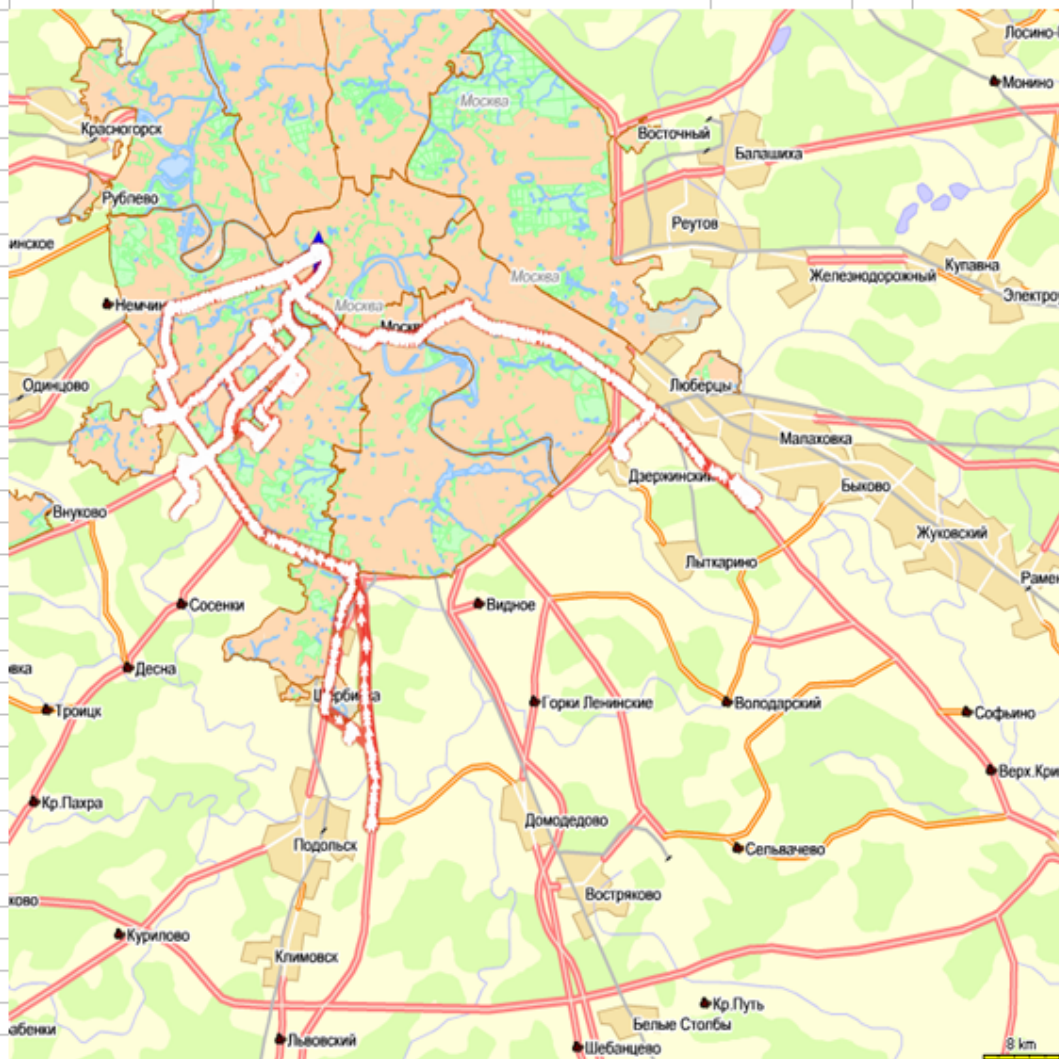 Лосино-
Монино
Москва
Красногорск
Восточный
Балашиха
Рублево
Реутов
инское
Железнодорожный
Купавна
Москва
Электро
Немчин
Москва
Моск
Одинцово
Люберцы
Малаховка
Дзержинский
Быково
Внуково
Жуковский
Лыткарино
Рамен
Сосенки
Видное
Десна
овка
Щербинка
Троицк
Горки Ленинские
Володарский
Софьино
Верх.Кри
Кр.Пахра
Домодедово
Подольск
Сельвачево
Востряково
ково
Курилово
Климовск
Кр.Путь
Белые Столбы
абенки
Львовский
Шебанцево
8 km